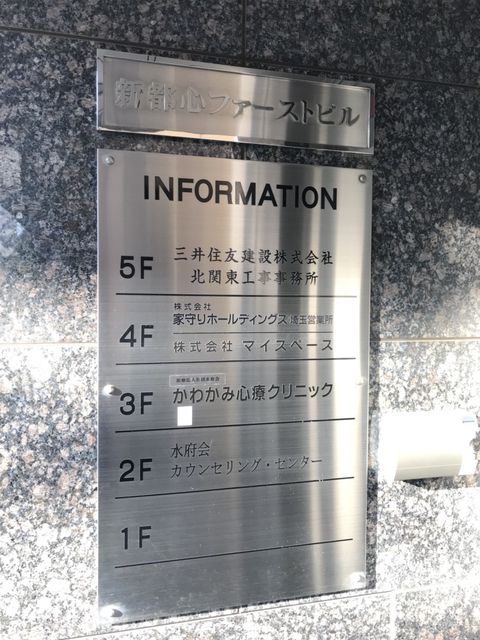 新都心ファーストビル
INFORMATION
5F 三井住友建設株式会社
北関東工事事務所
株式会社
4F 家守りホールディングス 埼玉営業所
株式会社 マイスペース
3F かわかみ心療クリニック
2F 水府会
カウンセリング・センター
1F